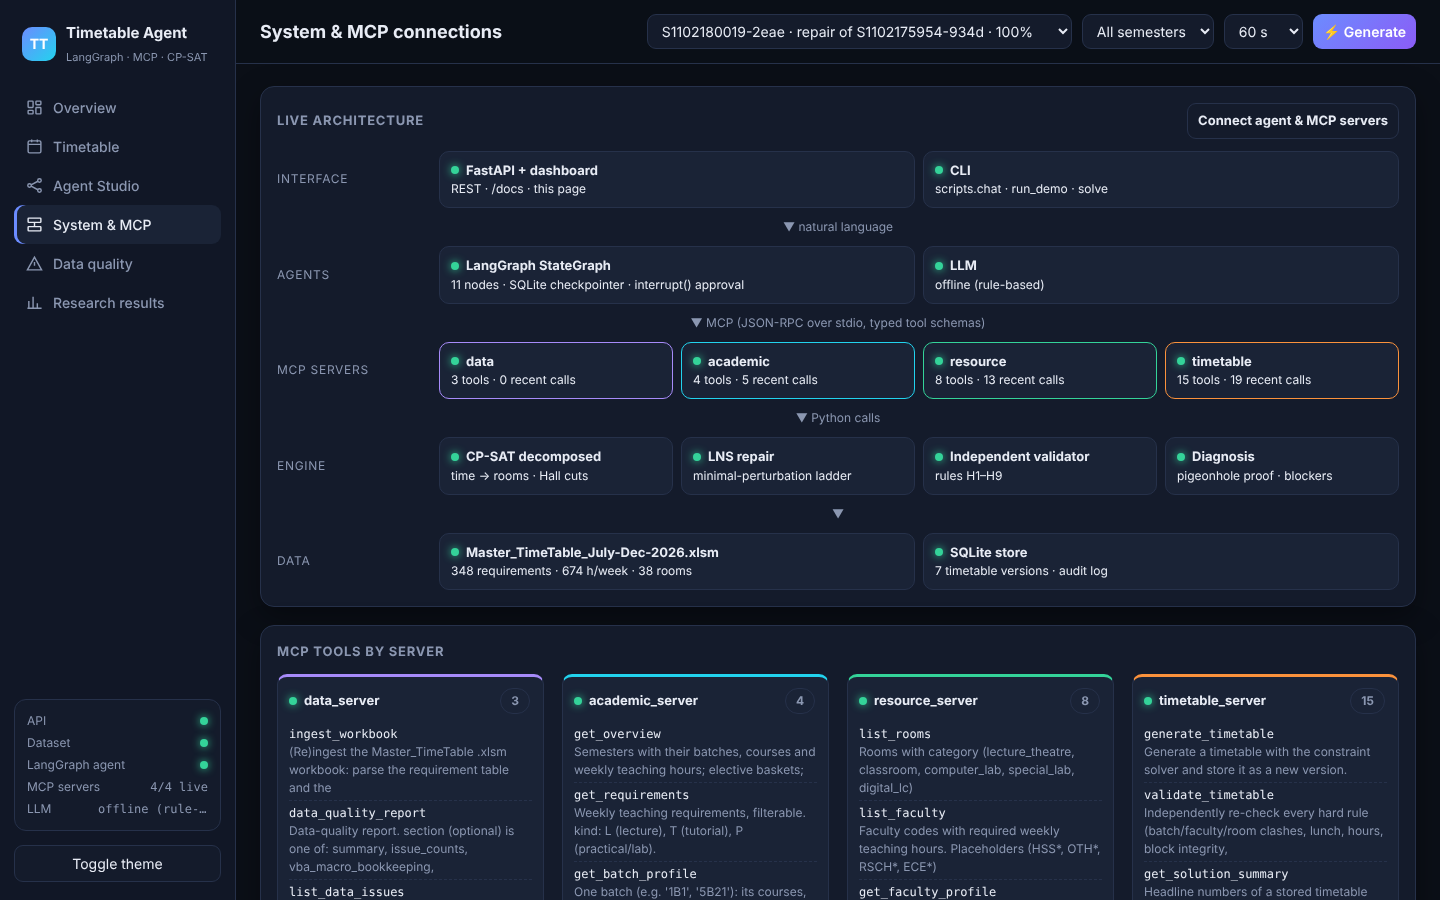 TT
Timetable Agent
LangGraph · MCP · CP-SAT
Overview
Timetable
Agent Studio
System & MCP
Data quality
Research results
API
Dataset
LangGraph agent
MCP servers 4/4 live
LLM offline (rule-…
Toggle theme
System & MCP connections
S1102180019-2eae · repair of S1102175954-934d · 100%
All semesters
60 s
⚡ Generate
LIVE ARCHITECTURE
Connect agent & MCP servers
INTERFACE
FastAPI + dashboard
REST · /docs · this page
CLI
scripts.chat · run_demo · solve
▼ natural language
AGENTS
LangGraph StateGraph
11 nodes · SQLite checkpointer · interrupt() approval
LLM
offline (rule-based)
▼ MCP (JSON-RPC over stdio, typed tool schemas)
MCP SERVERS
data
3 tools · 0 recent calls
academic
4 tools · 5 recent calls
resource
8 tools · 13 recent calls
timetable
15 tools · 19 recent calls
▼ Python calls
ENGINE
CP-SAT decomposed
time → rooms · Hall cuts
LNS repair
minimal-perturbation ladder
Independent validator
rules H1–H9
Diagnosis
pigeonhole proof · blockers
▼
DATA
Master_TimeTable_July-Dec-2026.xlsm
348 requirements · 674 h/week · 38 rooms
SQLite store
7 timetable versions · audit log
MCP TOOLS BY SERVER
data_server 3
ingest_workbook
(Re)ingest the Master_TimeTable .xlsm
workbook: parse the requirement table
and the
data_quality_report
Data-quality report. section (optional) is
one of: summary, issue_counts,
vba_macro_bookkeeping,
list_data_issues
academic_server 4
get_overview
Semesters with their batches, courses and
weekly teaching hours; elective baskets;
get_requirements
Weekly teaching requirements, filterable.
kind: L (lecture), T (tutorial), P
(practical/lab).
get_batch_profile
One batch (e.g. '1B1', '5B21'): its courses,
resource_server 8
list_rooms
Rooms with category (lecture_theatre,
classroom, computer_lab, special_lab,
digital_lc)
list_faculty
Faculty codes with required weekly
teaching hours. Placeholders (HSS*, OTH*,
RSCH*, ECE*)
get_faculty_profile
timetable_server 15
generate_timetable
Generate a timetable with the constraint
solver and store it as a new version.
validate_timetable
Independently re-check every hard rule
(batch/faculty/room clashes, lunch, hours,
block integrity,
get_solution_summary
Headline numbers of a stored timetable